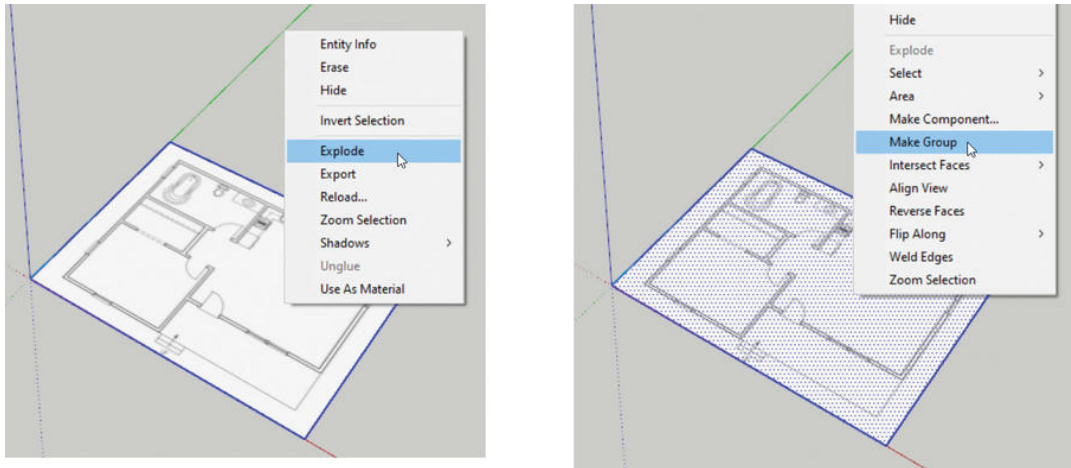 Entity Info
Erase
Hide
Invert Selection
Explode
Export
Reload...
Zoom Selection
Shadows
Unglue
Use As Material
Hide
Explode
Select
Area
Make Component...
Make Group
Intersect Faces
Align View
Reverse Faces
Flip Along
Weld Edges
Zoom Selection